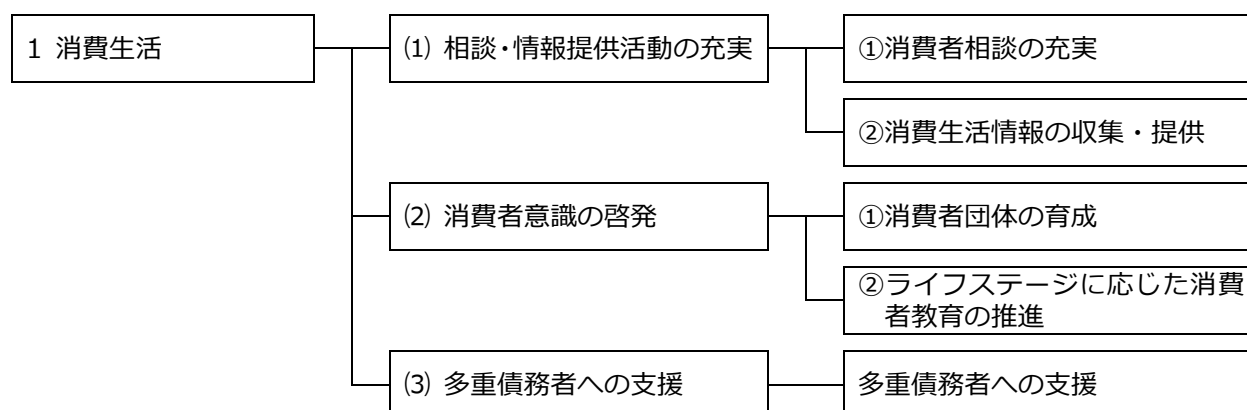 1 消費生活
⑴ 相談・情報提供活動の充実
①消費者相談の充実
②消費生活情報の収集・提供
⑵ 消費者意識の啓発
①消費者団体の育成
②ライフステージに応じた消費
者教育の推進
⑶ 多重債務者への支援
多重債務者への支援